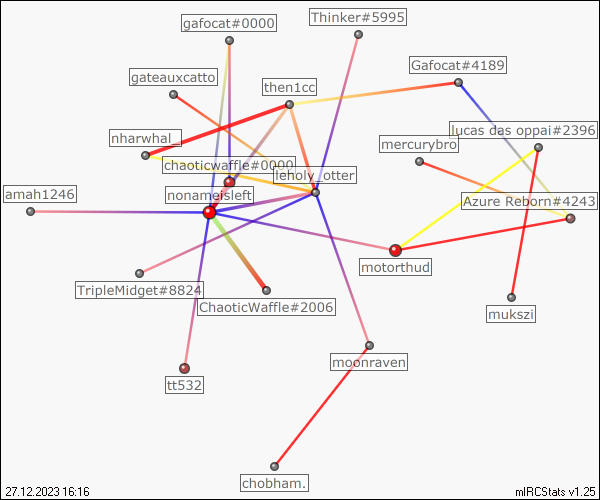 Thinker#5995
gafocat#0000
Gafocat#4189
gateauxcatto
then1cc
lucas das oppai#2396
nharwhal_
mercurybro
chaoticwaffle#0000
leholy_otter
amah1246
nonameisleft
Azure Reborn#4243
motorthud
TripleMidget#8824
ChaoticWaffle#2006
mukszi
moonraven
tt532
chobham.
27.12.2023 16:16
mIRCStats v1.25